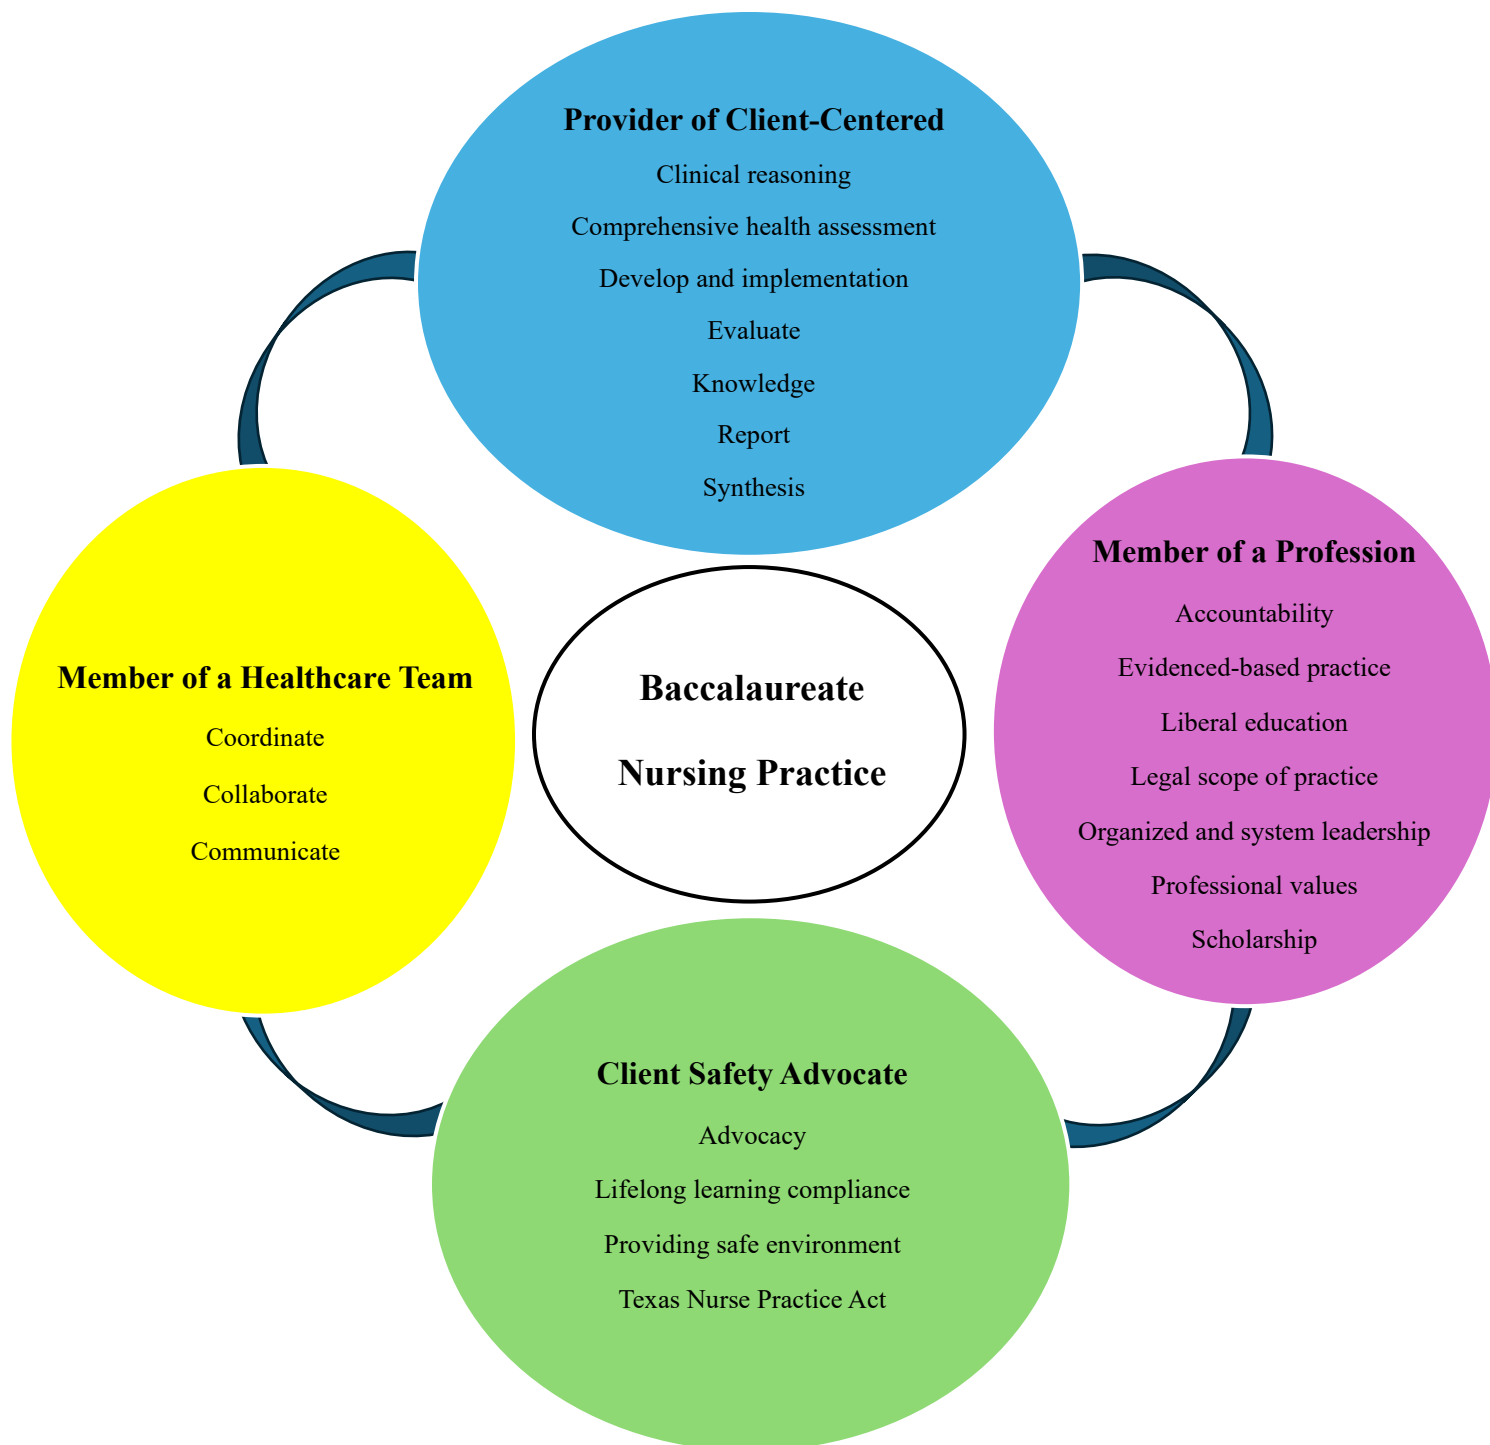 Provider of Client-Centered
Clinical reasoning
Comprehensive health assessment
Develop and implementation
Evaluate
Knowledge
Report
Synthesis
Member of a Profession
Accountability
Evidenced-based practice
Liberal education
Legal scope of practice
Organized and system leadership
Professional values
Scholarship
Member of a Healthcare Team
Coordinate
Collaborate
Communicate
Baccalaureate
Nursing Practice
Client Safety Advocate
Advocacy
Lifelong learning compliance
Providing safe environment
Texas Nurse Practice Act